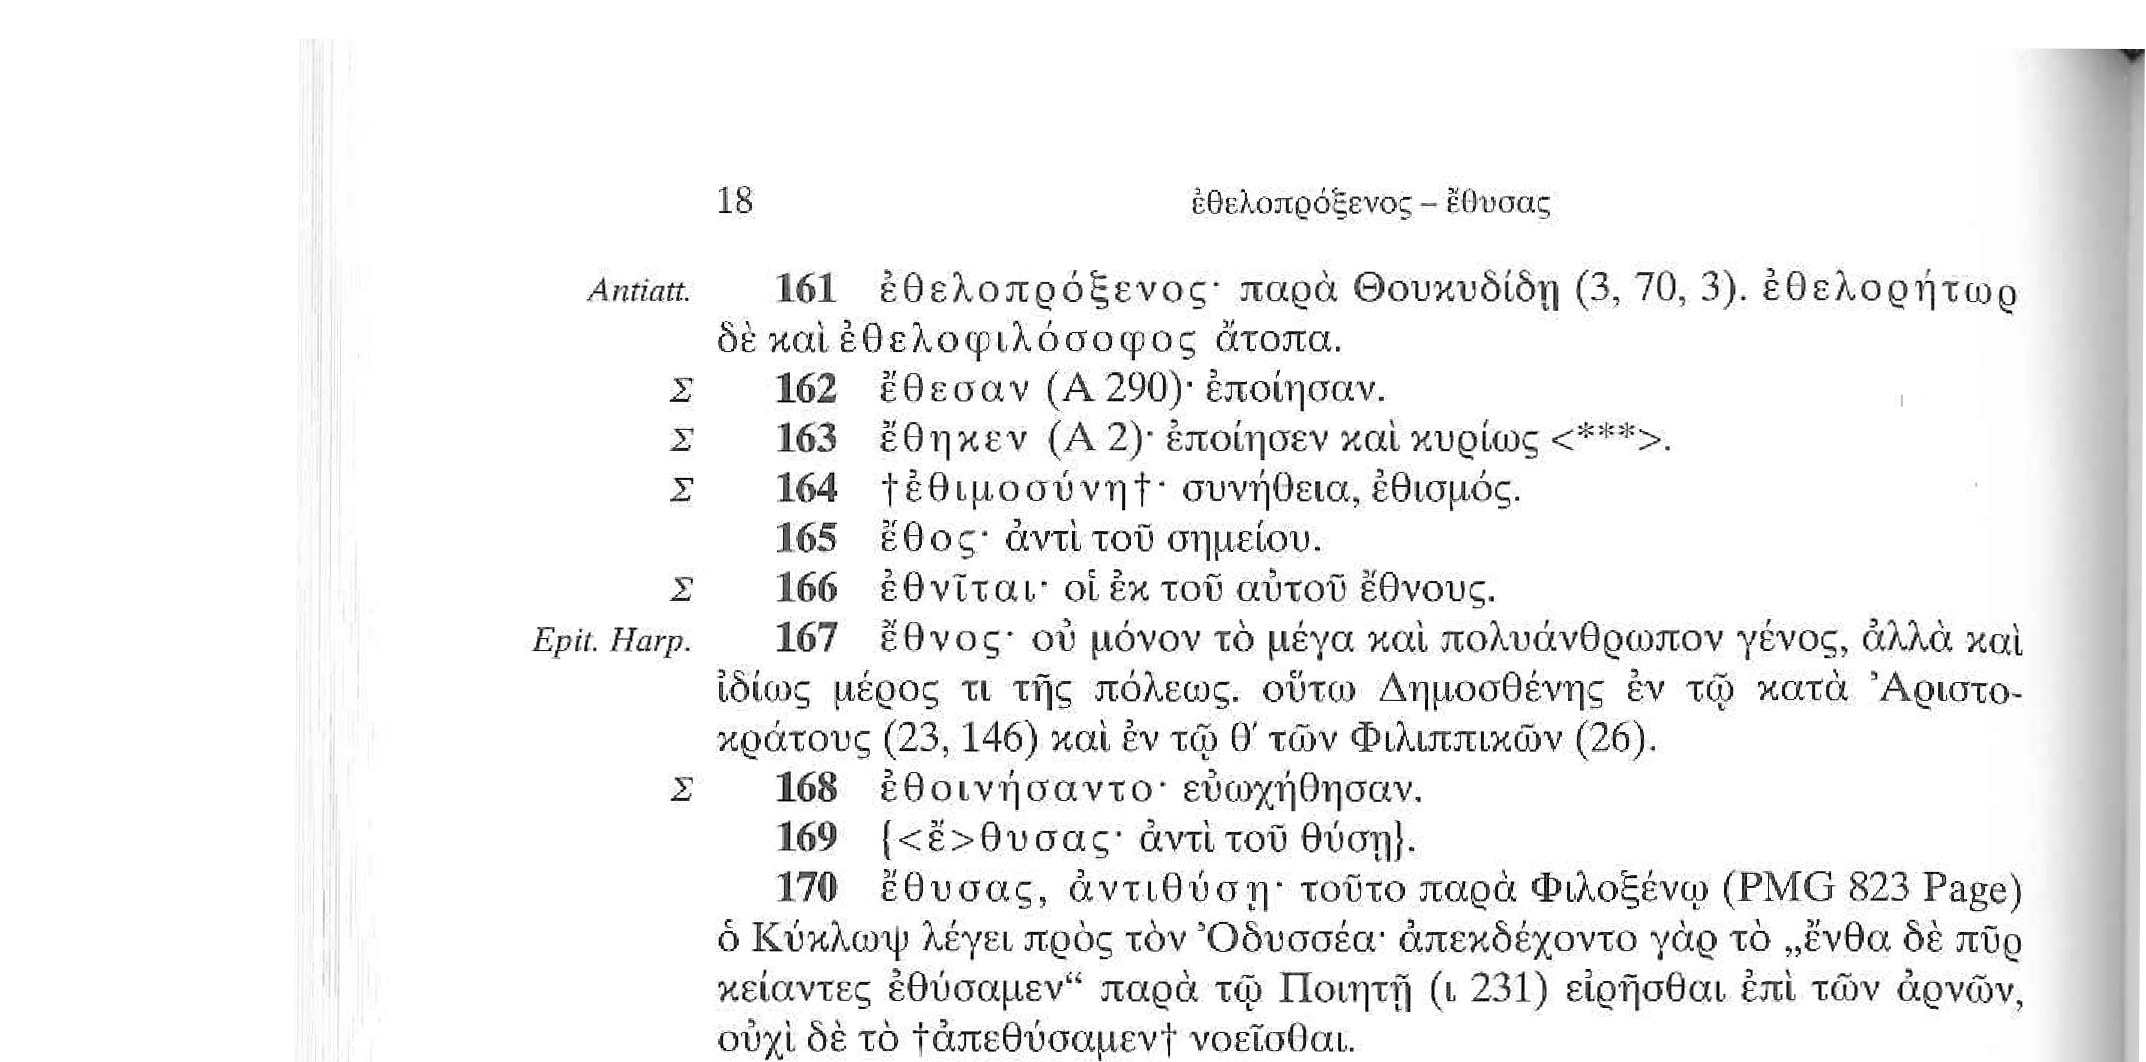 18 ἐθελοπρόξενος – ἔθυσας
Antiatt. 161 ἐθελοπρόξενος· παρὰ Θουκυδίδῃ (3, 70, 3). ἐθελορήτωρ
δὲ καὶ ἐθελοφιλόσοφος ἄτοπα.
Σ 162 ἔθεσαν (Α 290)· ἐποίησαν.
Σ 163 ἔθηκεν (Α 2)· ἐποίησεν καὶ κυρίως <***>.
Σ 164 †ἐθιμοσύνη†· συνήθεια, ἐθισμός.
165 ἔθος· ἀντὶ τοῦ σημείου.
Σ 166 ἐθνῖται· οἱ ἐκ τοῦ αὐτοῦ ἔθνους.
Epit. Harp. 167 ἔθνος· οὐ μόνον τὸ μέγα καὶ πολυάνθρωπον γένος, ἀλλὰ καὶ
ἰδίως μέρος τι τῆς πόλεως. οὕτω Δημοσθένης ἐν τῷ κατὰ Ἀριστο-
κράτους (23, 146) καὶ ἐν τῷ θ′ τῶν Φιλιππικῶν (26).
Σ 168 ἐθοινήσαντο· εὐωχήθησαν.
169 {<ἔ>θυσας· ἀντὶ τοῦ θύσῃ}.
170 ἔθυσας, ἀντιθύσῃ· τοῦτο παρὰ Φιλοξένῳ (PMG 823 Page)
ὁ Κύκλωψ λέγει πρὸς τὸν Ὀδυσσέα· ἀπεκδέχοντο γὰρ τὸ „ἔνθα δὲ πῦρ
κείαντες ἐθύσαμεν“ παρὰ τῷ Ποιητῇ (ι 231) εἰρῆσθαι ἐπὶ τῶν ἀρνῶν,
οὐχὶ δὲ τὸ †ἀπεθύσαμεν† νοεῖσθαι.